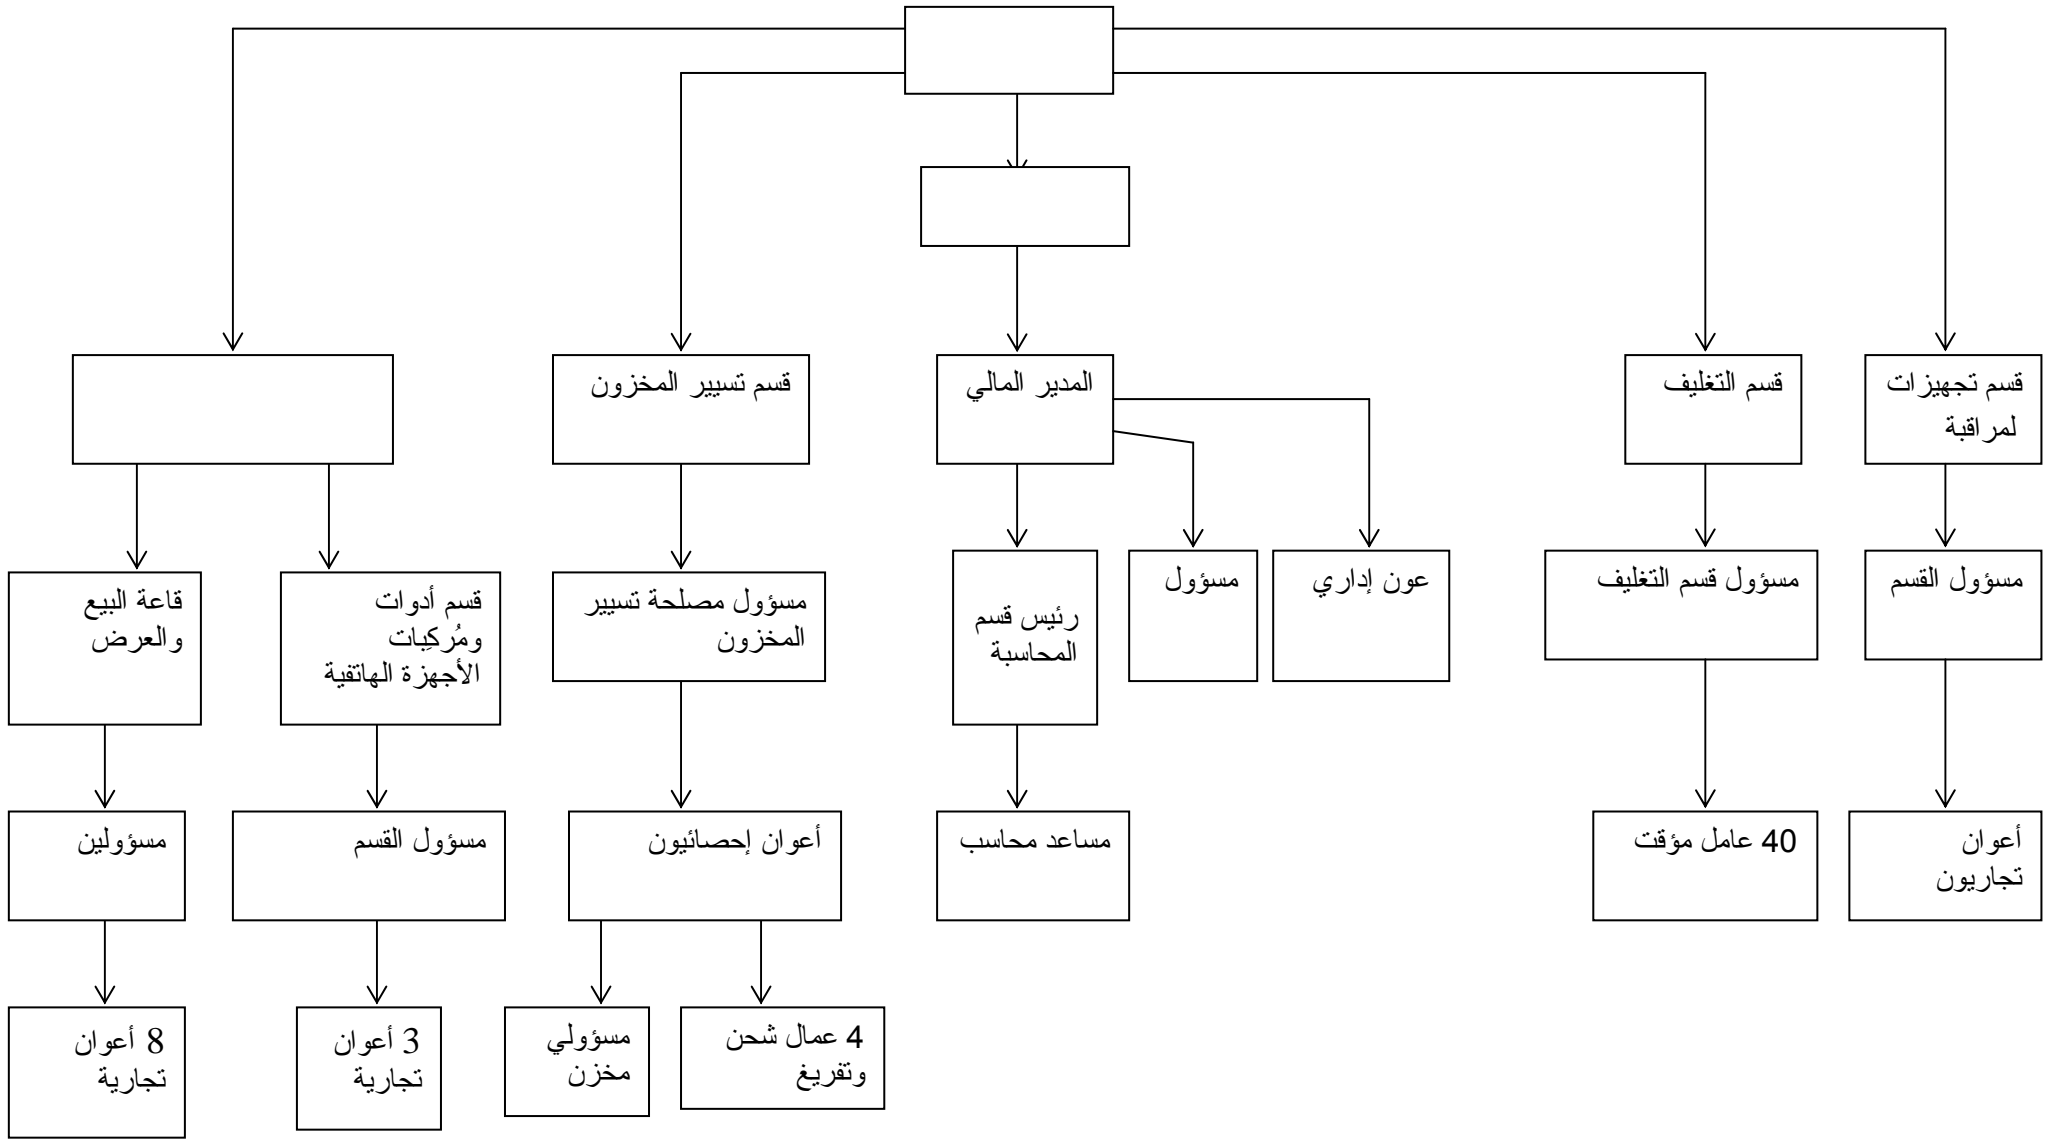 قسم تجهيزات
لمراقبة
قسم التغليف
المدير المالي
قسم تسيير المخزون
مسؤول القسم
مسؤول قسم التغليف
عون إداري
مسؤول
رئيس قسم
المحاسبة
مسؤول مصلحة تسيير
المخزون
قسم أدوات
ومُركِبات
الأجهزة الهاتفية
قاعة البيع
والعرض
أعوان
تجاريون
40 عامل مؤقت
مساعد محاسب
أعوان إحصائيون
مسؤول القسم
مسؤولين
4 عمال شحن
وتفريغ
مسؤولي
مخزن
3 أعوان
تجارية
8 أعوان
تجارية